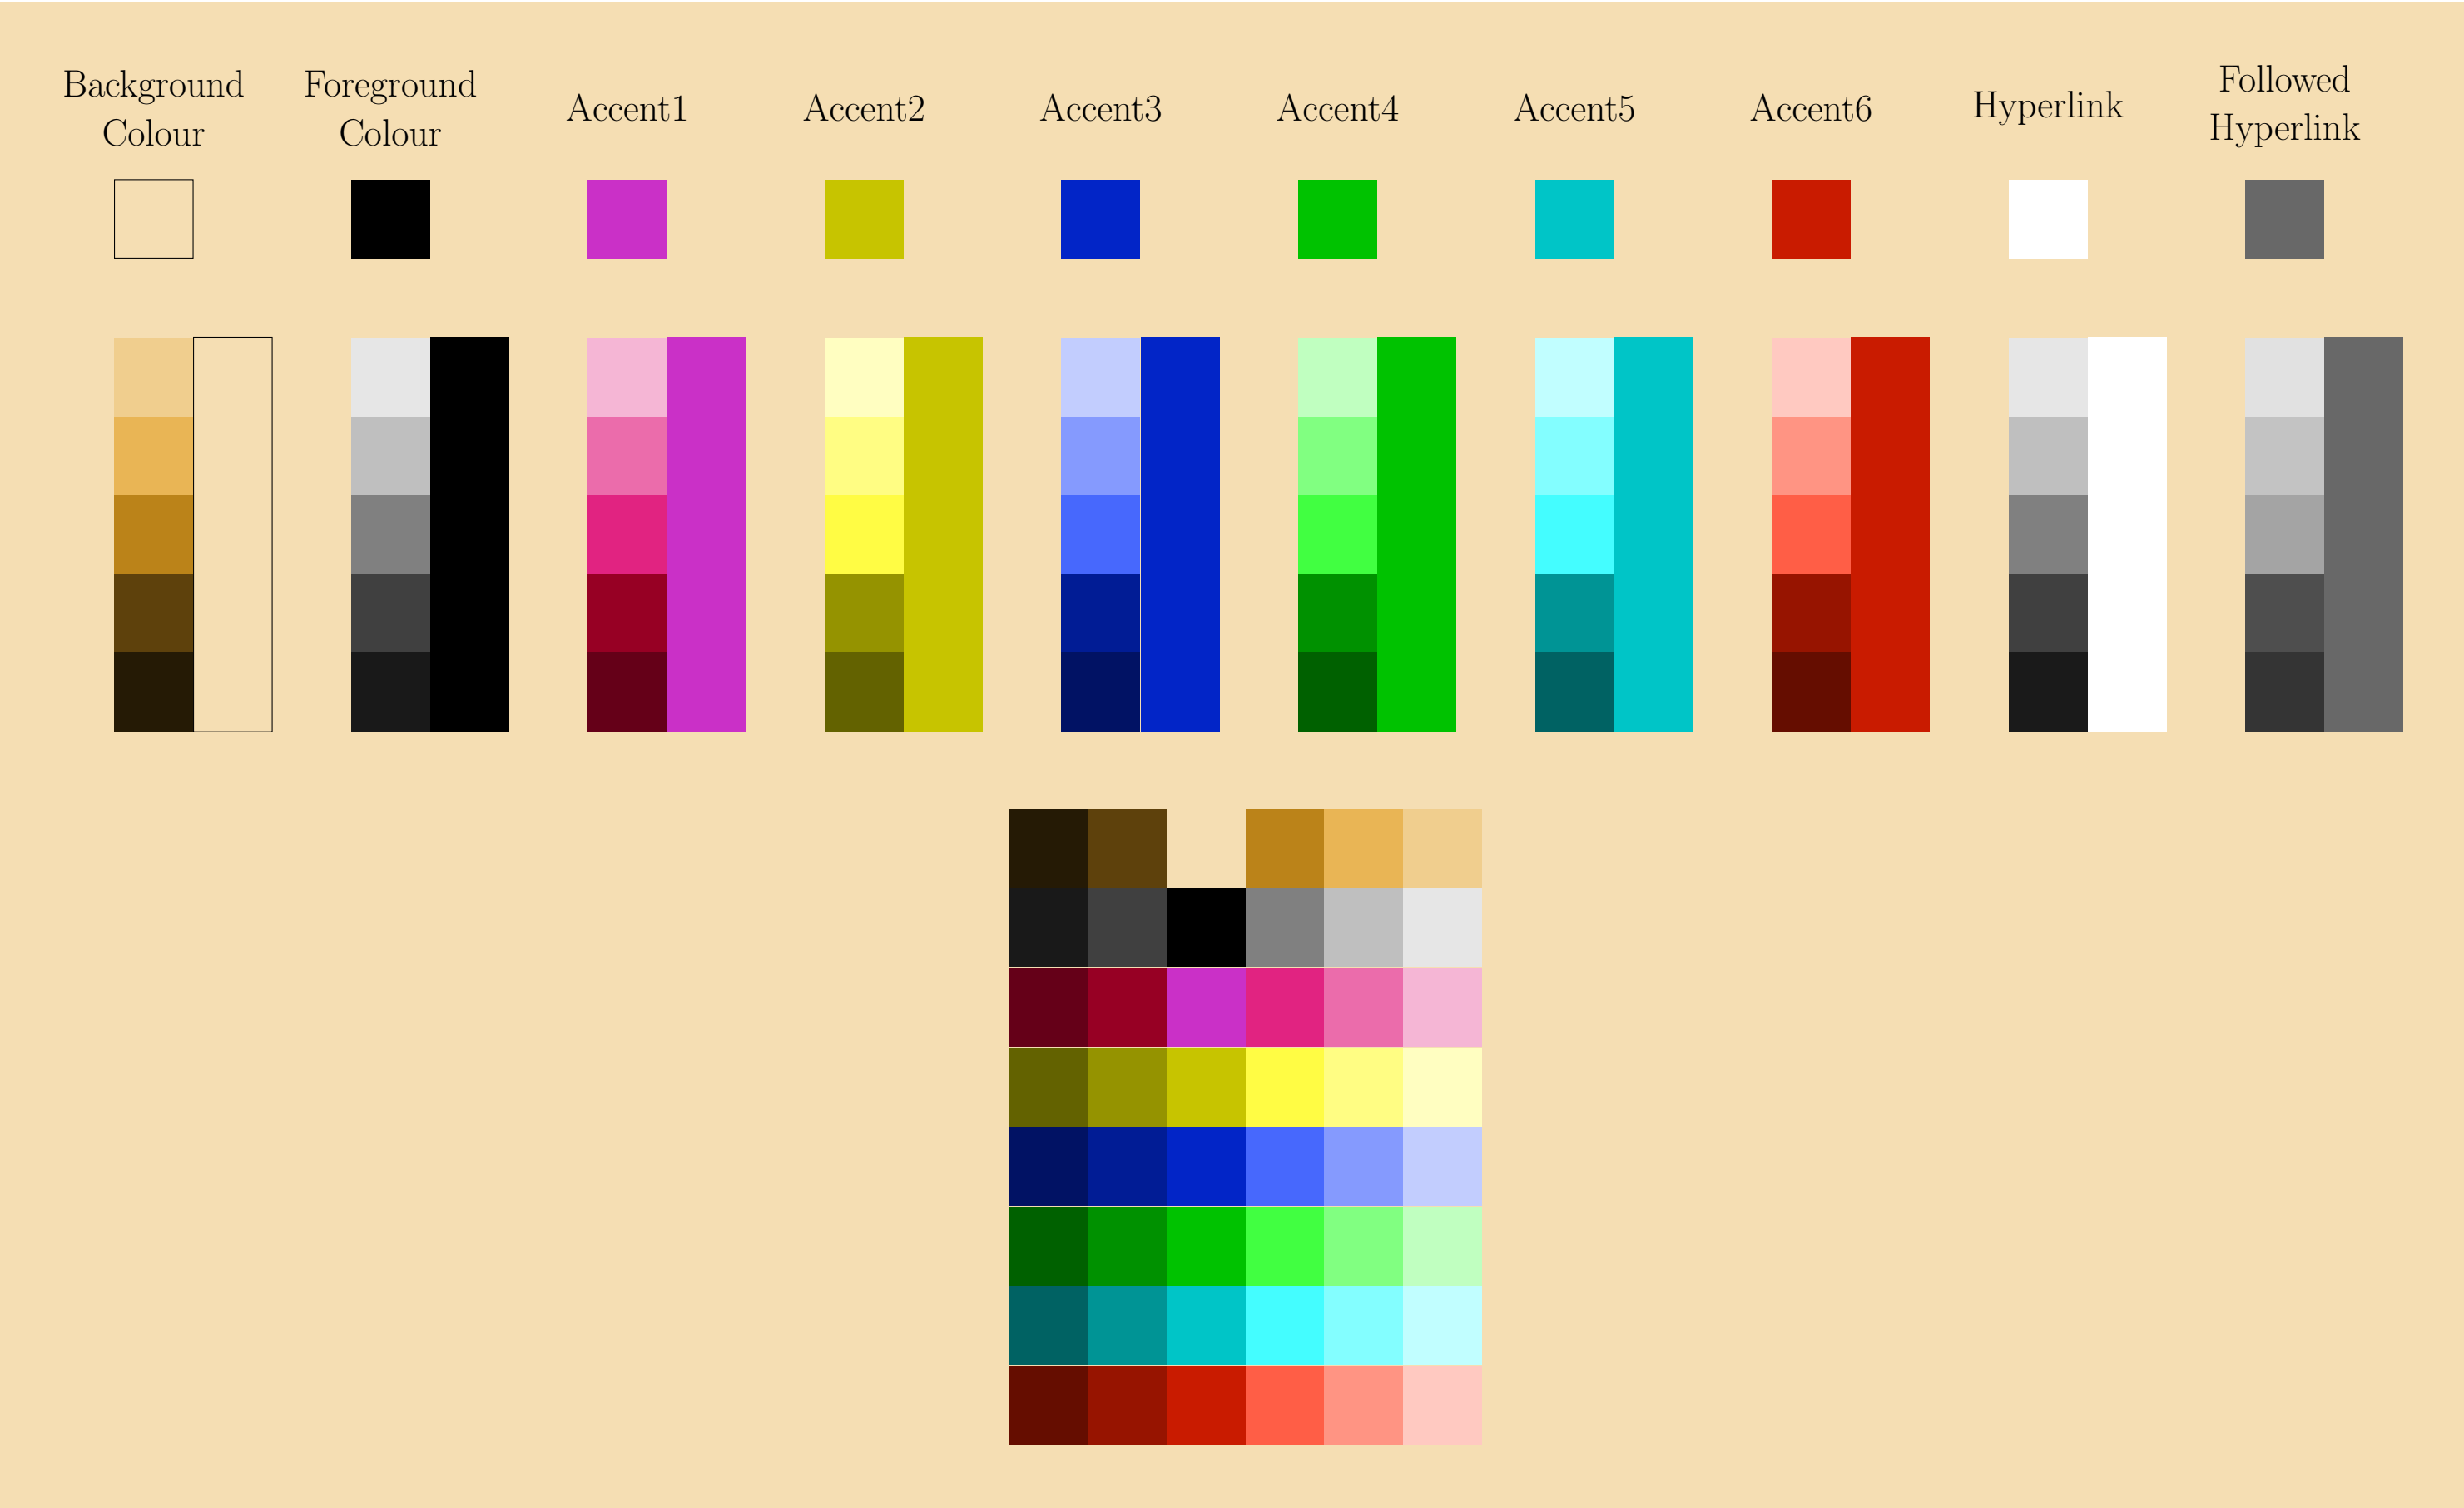 Background
Colour
Foreground
Colour
Accent1
Accent2
Accent3
Accent4
Accent5
Accent6
Hyperlink
Followed
Hyperlink